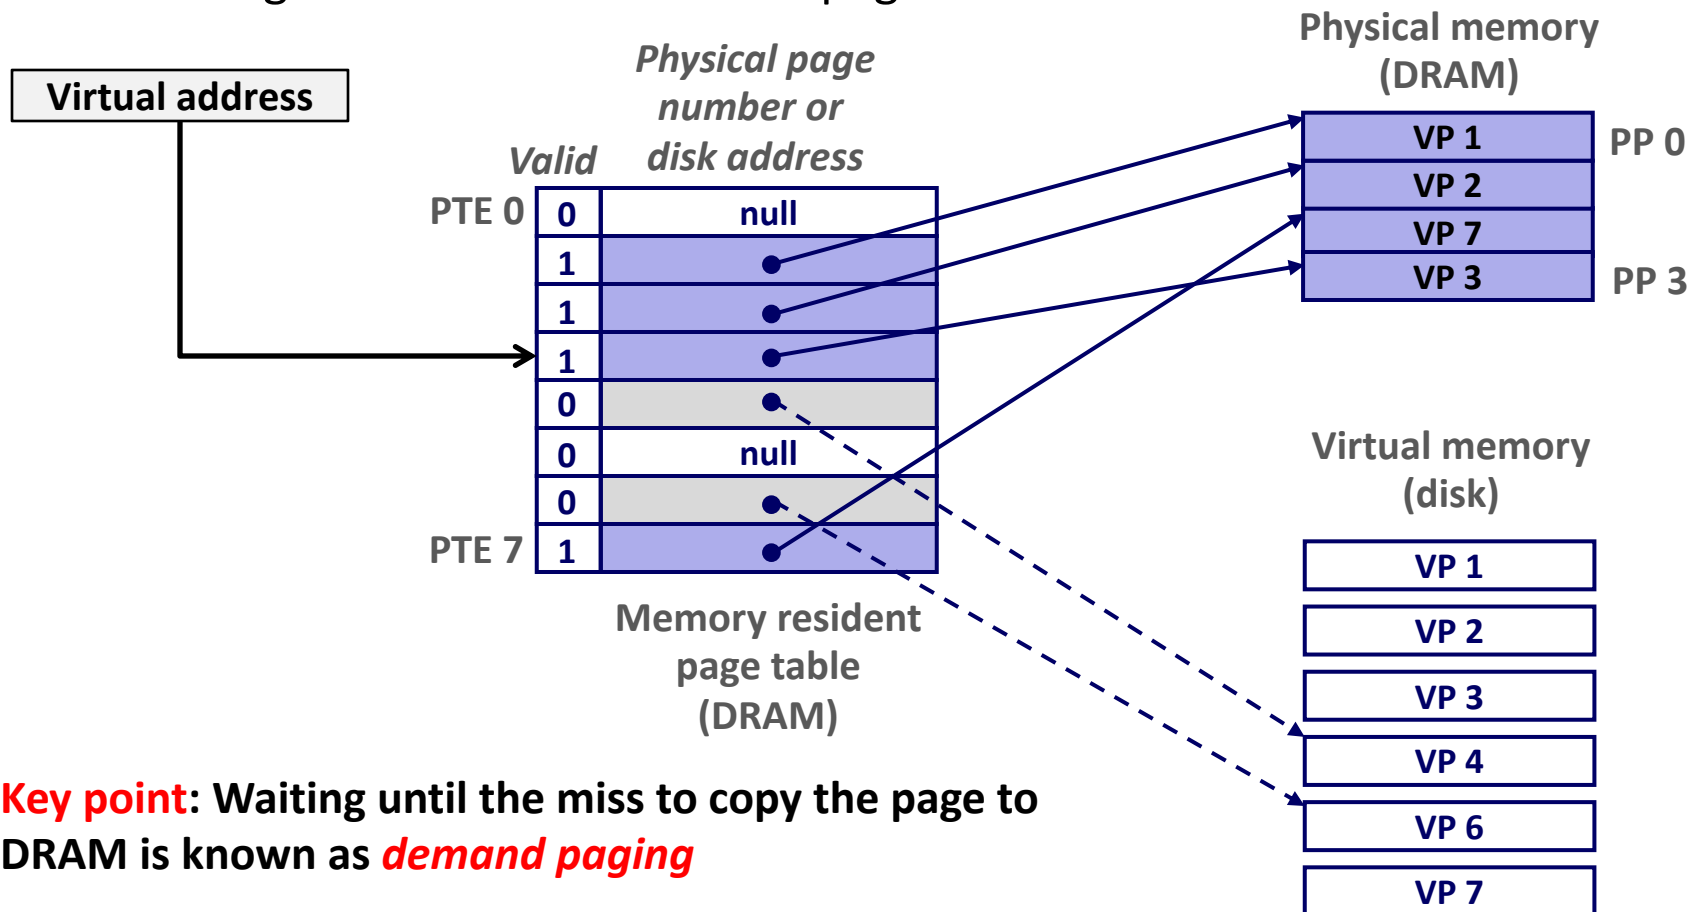 Physical memory
(DRAM)
Physical page
number or
disk address
Virtual address
Valid
VP 1
PP 0
VP 2
VP 7
VP 3
PP 3
PTE 0
0
null
1
1
1
0
0
null
0
PTE 7
1
Memory resident
page table
(DRAM)
Virtual memory
(disk)
VP 1
VP 2
VP 3
VP 4
VP 6
VP 7
Key point: Waiting until the miss to copy the page to
DRAM is known as demand paging